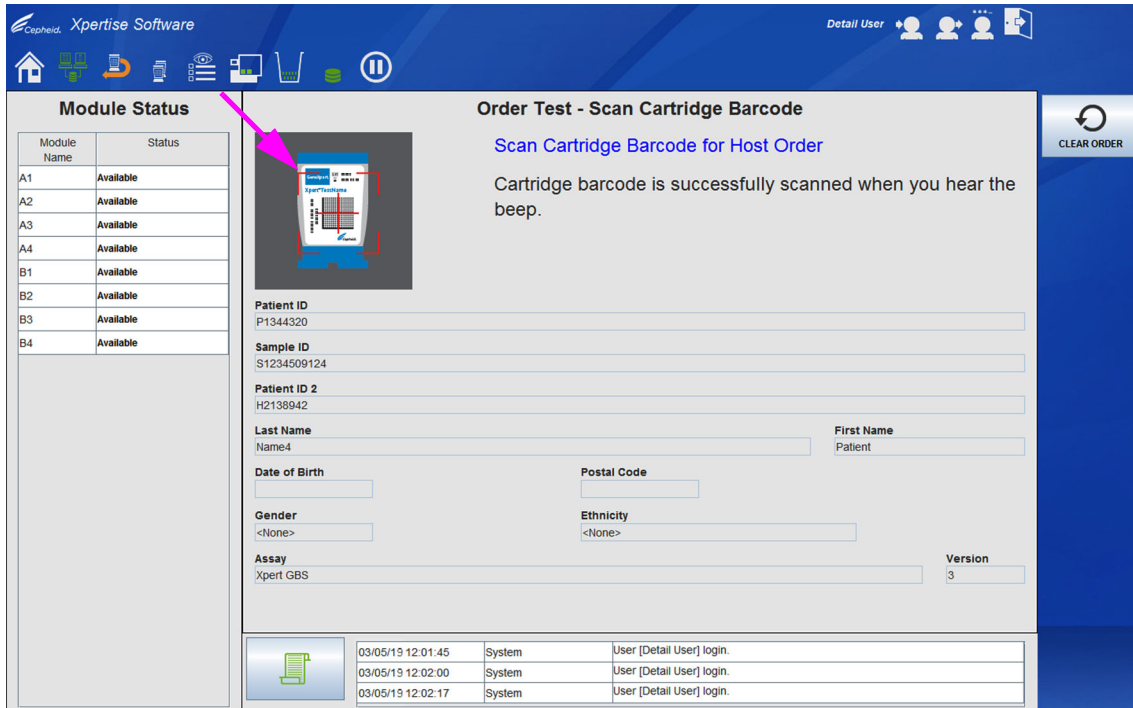 Cepheid. Xpertise Software
Detail User
Module Status
Module Name Status
A1 Available
A2 Available
A3 Available
A4 Available
B1 Available
B2 Available
B3 Available
B4 Available
Order Test - Scan Cartridge Barcode
Scan Cartridge Barcode for Host Order
Cartridge barcode is successfully scanned when you hear the
beep.
GeneXpert
Xpert®TestName
Cepheid.
CLEAR ORDER
Patient ID
P1344320
Sample ID
S1234509124
Patient ID 2
H2138942
Last Name First Name
Name4 Patient
Date of Birth Postal Code
Gender Ethnicity
<None> <None>
Assay Version
Xpert GBS 3
03/05/19 12:01:45 System User [Detail User] login.
03/05/19 12:02:00 System User [Detail User] login.
03/05/19 12:02:17 System User [Detail User] login.